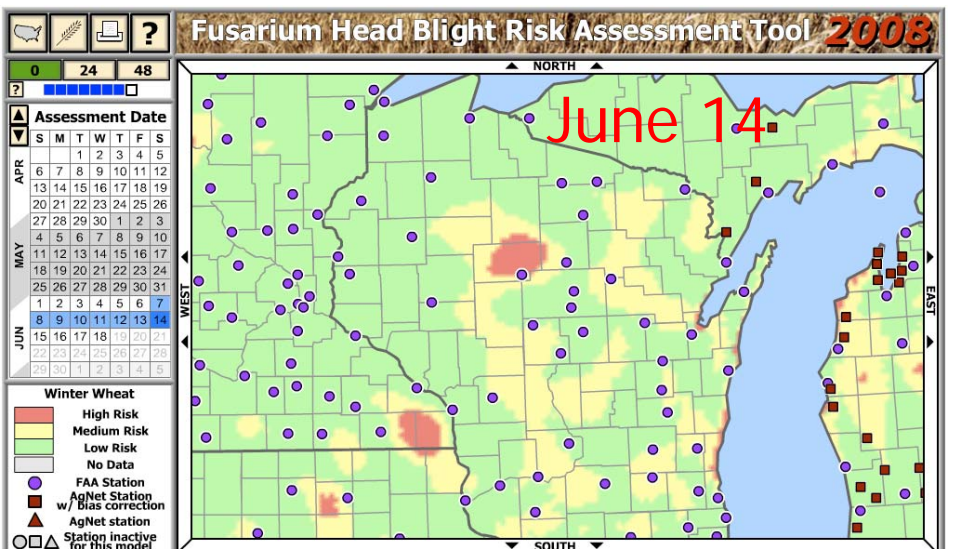 ?
Fusarium Head Blight Risk Assessment Tool 2008
0 24 48
?
NORTH
Assessment Date
S M T W T F S
APR
1 2 3 4 5
6 7 8 9 10 11 12
13 14 15 16 17 18 19
20 21 22 23 24 25 26
27 28 29 30 1 2 3
MAY
4 5 6 7 8 9 10
11 12 13 14 15 16 17
18 19 20 21 22 23 24
25 26 27 28 29 30 31
JUN
1 2 3 4 5 6 7
8 9 10 11 12 13 14
15 16 17 18 19 20 21
22 23 24 25 26 27 28
29 30 1 2 3 4 5
June 14
WEST
EAST
Winter Wheat
High Risk
Medium Risk
Low Risk
No Data
FAA Station
AgNet Station
w/ bias correction
AgNet station
Station inactive
for this model
SOUTH